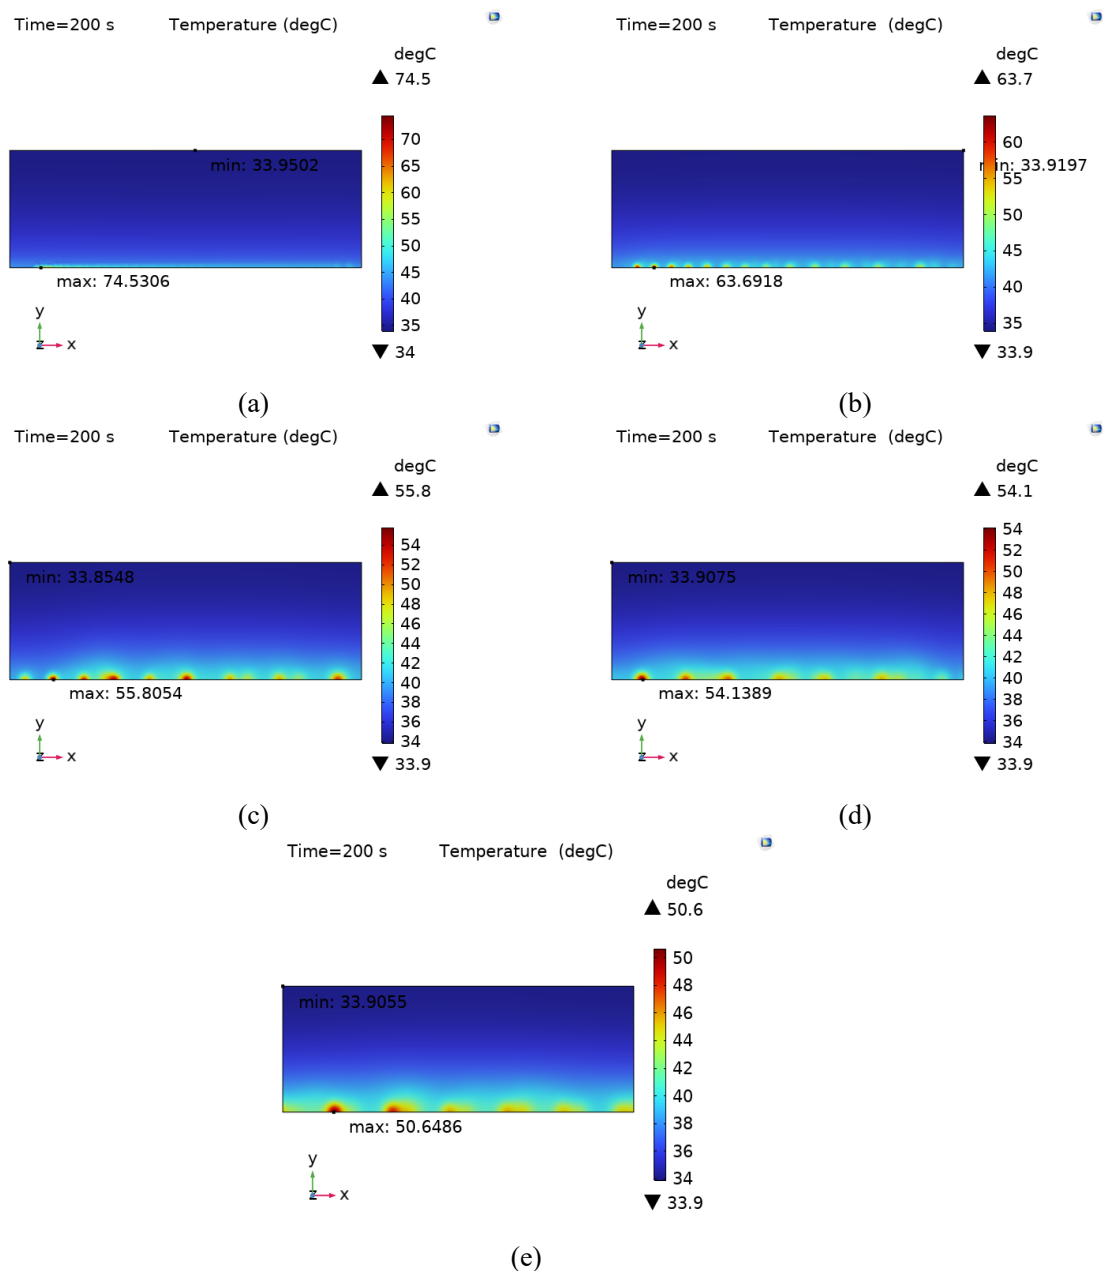 Time=200 s Temperature (degC)
degC
▲ 74.5
70
65
60
55
50
45
40
35
▼ 34
min: 33.9502
max: 74.5306
y
z x
(a)
Time=200 s Temperature (degC)
degC
▲ 63.7
60
55
50
45
40
35
▼ 33.9
min: 33.9197
max: 63.6918
y
z x
(b)
Time=200 s Temperature (degC)
degC
▲ 55.8
54
52
50
48
46
44
42
40
38
36
34
▼ 33.9
min: 33.8548
max: 55.8054
y
z x
(c)
Time=200 s Temperature (degC)
degC
▲ 54.1
54
52
50
48
46
44
42
40
38
36
34
▼ 33.9
min: 33.9075
max: 54.1389
y
z x
(d)
Time=200 s Temperature (degC)
degC
▲ 50.6
50
48
46
44
42
40
38
36
34
▼ 33.9
min: 33.9055
max: 50.6486
y
z x
(e)